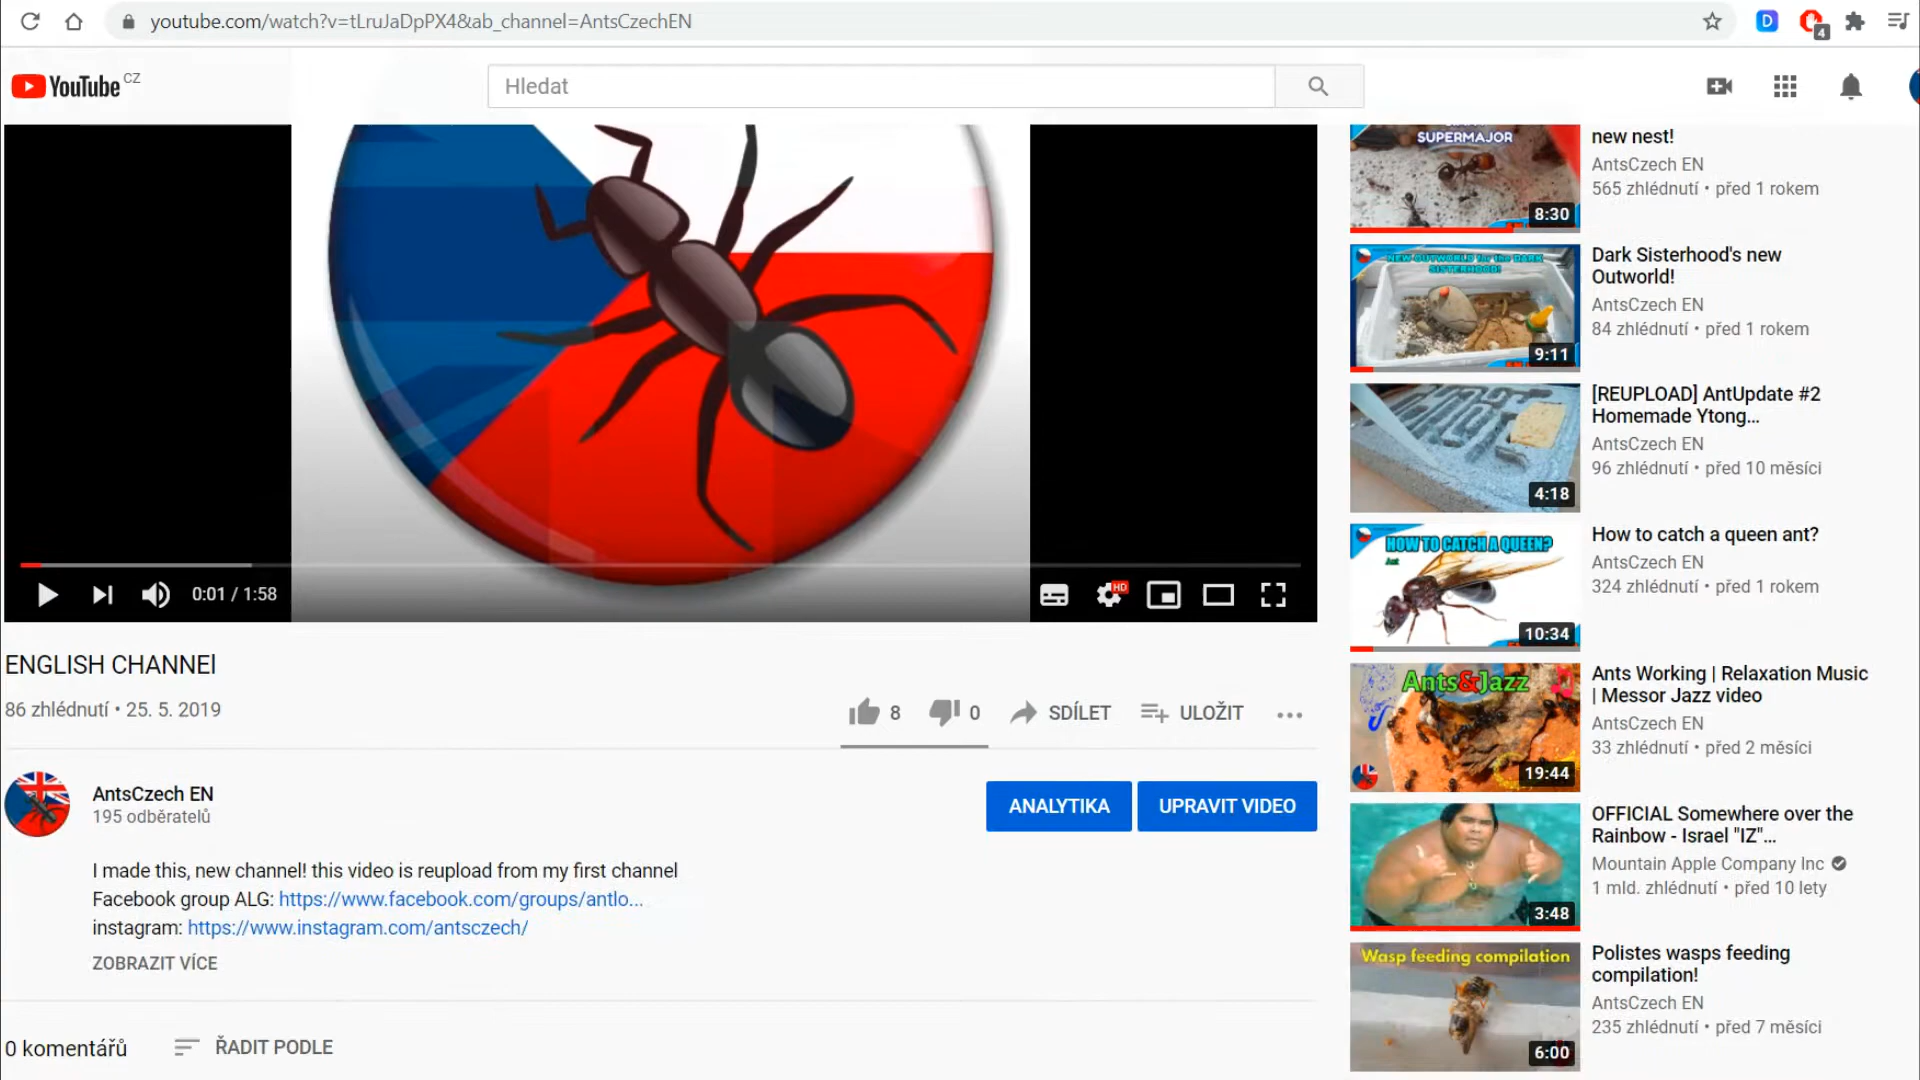 youtube.com/watch?v=tLruJaDpPX4&ab_channel=AntsCzechEN
D
4
YouTube CZ
Hledat
0:01 / 1:58
HD
ENGLISH CHANNEl
86 zhlédnutí • 25. 5. 2019
8
0
SDÍLET
ULOŽIT
AntsCzech EN
195 odběratelů
ANALYTIKA
UPRAVIT VIDEO
I made this, new channel! this video is reupload from my first channel
Facebook group ALG: https://www.facebook.com/groups/antlo...
instagram: https://www.instagram.com/antsczech/
ZOBRAZIT VÍCE
0 komentářů
ŘADIT PODLE
SUPERMAJOR
8:30
new nest!
AntsCzech EN
565 zhlédnutí • před 1 rokem
NEW OUTWORLD for the DARK
SISTERHOOD!
9:11
Dark Sisterhood's new
Outworld!
AntsCzech EN
84 zhlédnutí • před 1 rokem
4:18
[REUPLOAD] AntUpdate #2
Homemade Ytong...
AntsCzech EN
96 zhlédnutí • před 10 měsíci
HOW TO CATCH A QUEEN?
Ant
10:34
How to catch a queen ant?
AntsCzech EN
324 zhlédnutí • před 1 rokem
Ants&Jazz
19:44
Ants Working | Relaxation Music
| Messor Jazz video
AntsCzech EN
33 zhlédnutí • před 2 měsíci
3:48
OFFICIAL Somewhere over the
Rainbow - Israel "IZ"...
Mountain Apple Company Inc
1 mld. zhlédnutí • před 10 lety
Wasp feeding compilation
6:00
Polistes wasps feeding
compilation!
AntsCzech EN
235 zhlédnutí • před 7 měsíci